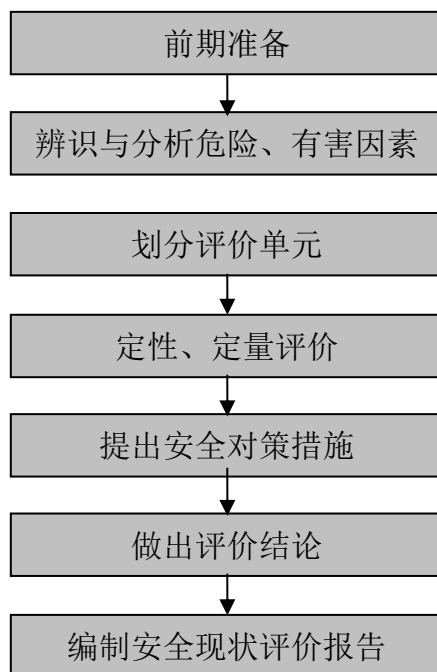 前期准备
辨识与分析危险、有害因素
划分评价单元
定性、定量评价
提出安全对策措施
做出评价结论
编制安全现状评价报告